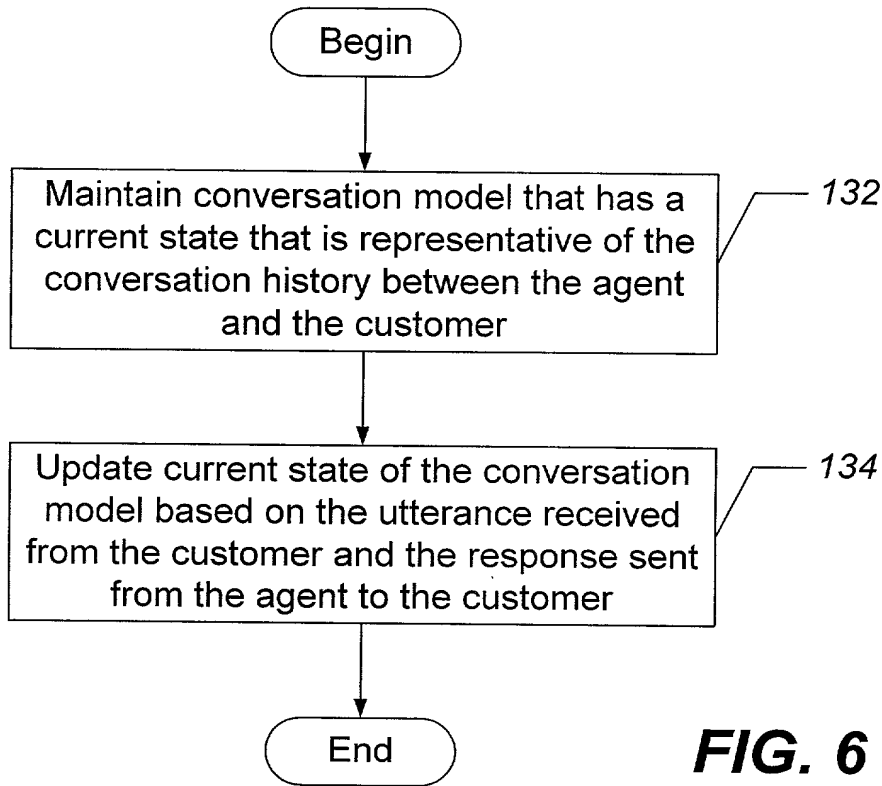 Begin
Maintain conversation model that has a
current state that is representative of the
conversation history between the agent
and the customer
132
Update current state of the conversation
model based on the utterance received
from the customer and the response sent
from the agent to the customer
134
End
FIG. 6